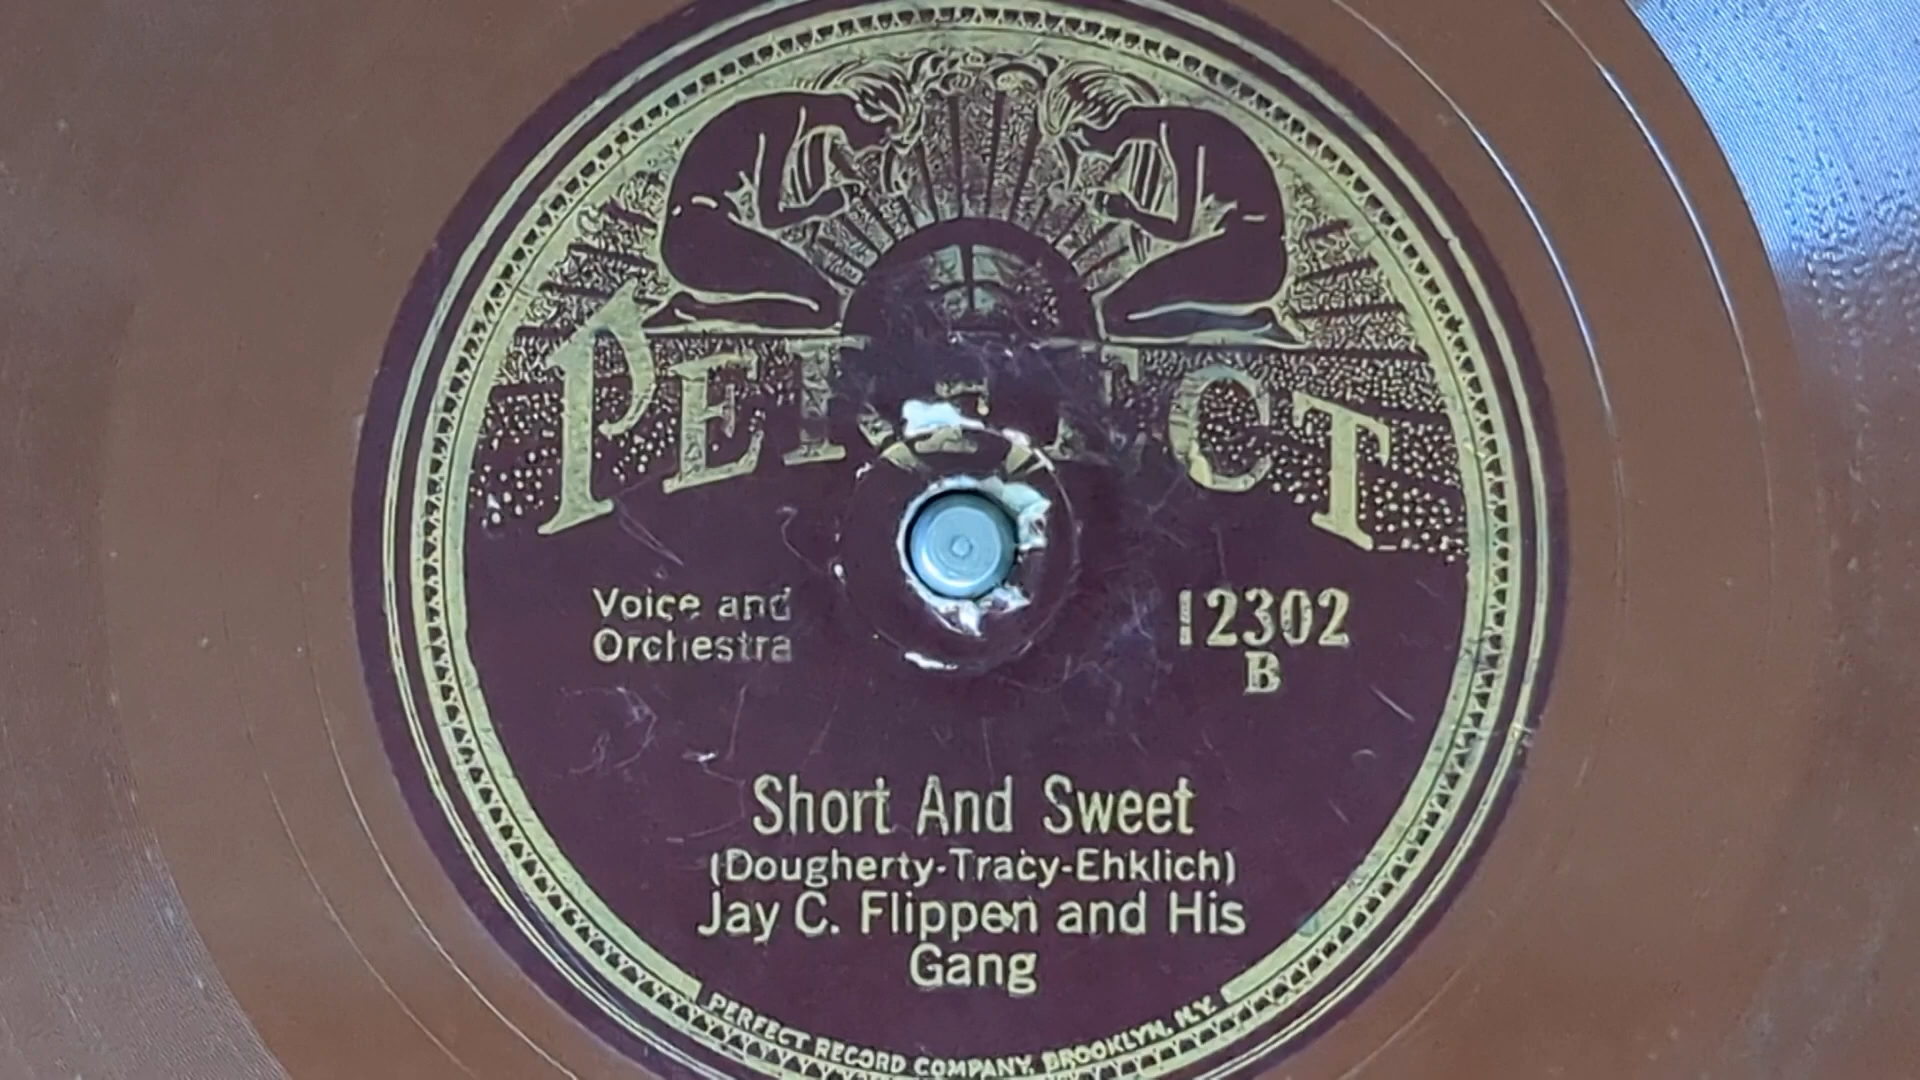 PERFECT
Voice and
Orchestra
12302
B
Short And Sweet
(Dougherty-Tracy-Ehklich)
Jay C. Flippen and His
Gang
PERFECT RECORD COMPANY, BROOKLYN, N.Y.